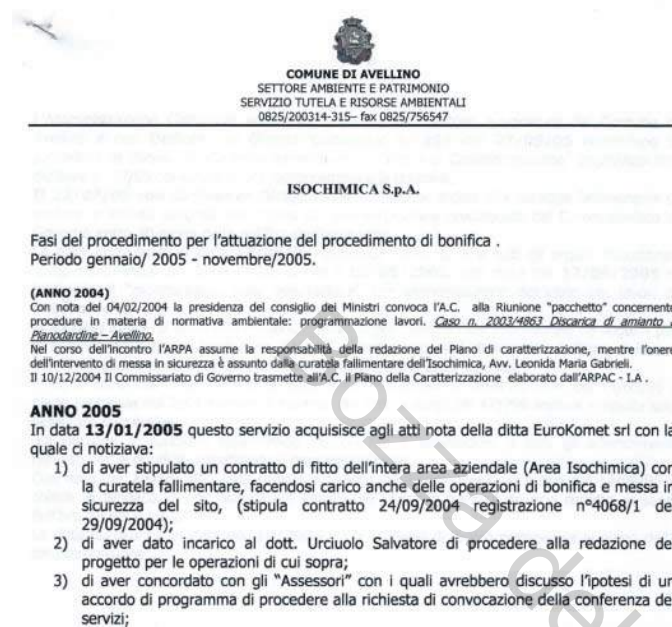 COMUNE DI AVELLINO
SETTORE AMBIENTE E PATRIMONIO
SERVIZIO TUTELA E RISORSE AMBIENTALI
0825/200314-315– fax 0825/756547
ISOCHIMICA S.p.A.
Fasi del procedimento per l'attuazione del procedimento di bonifica .
Periodo gennaio/ 2005 - novembre/2005.
(ANNO 2004)
Con nota del 04/02/2004 la presidenza del consiglio dei Ministri convoca l'A.C. alla Riunione "pacchetto" concernente
procedure in materia di normativa ambientale: programmazione lavori. Caso n. 2003/4863 Discarica di amianto .
Pianodardine – Avellino.
Nel corso dell'incontro l'ARPA assume la responsabilità della redazione del Piano di caratterizzazione, mentre l'onere
dell'intervento di messa in sicurezza è assunto dalla curatela fallimentare dell'Isochimica, Avv. Leonida Maria Gabrieli.
Il 10/12/2004 Il Commissariato di Governo trasmette all'A.C. il Piano della Caratterizzazione elaborato dall'ARPAC - I.A .
ANNO 2005
In data 13/01/2005 questo servizio acquisisce agli atti nota della ditta EuroKomet srl con la
quale ci notiziava:
1) di aver stipulato un contratto di fitto dell'intera area aziendale (Area Isochimica) con
la curatela fallimentare, facendosi carico anche delle operazioni di bonifica e messa in
sicurezza del sito, (stipula contratto 24/09/2004 registrazione n°4068/1 de
29/09/2004);
2) di aver dato incarico al dott. Urciuolo Salvatore di procedere alla redazione de
progetto per le operazioni di cui sopra;
3) di aver concordato con gli "Assessori" con i quali avrebbero discusso l'ipotesi di un
accordo di programma di procedere alla richiesta di convocazione della conferenza de
servizi;
Bozza de